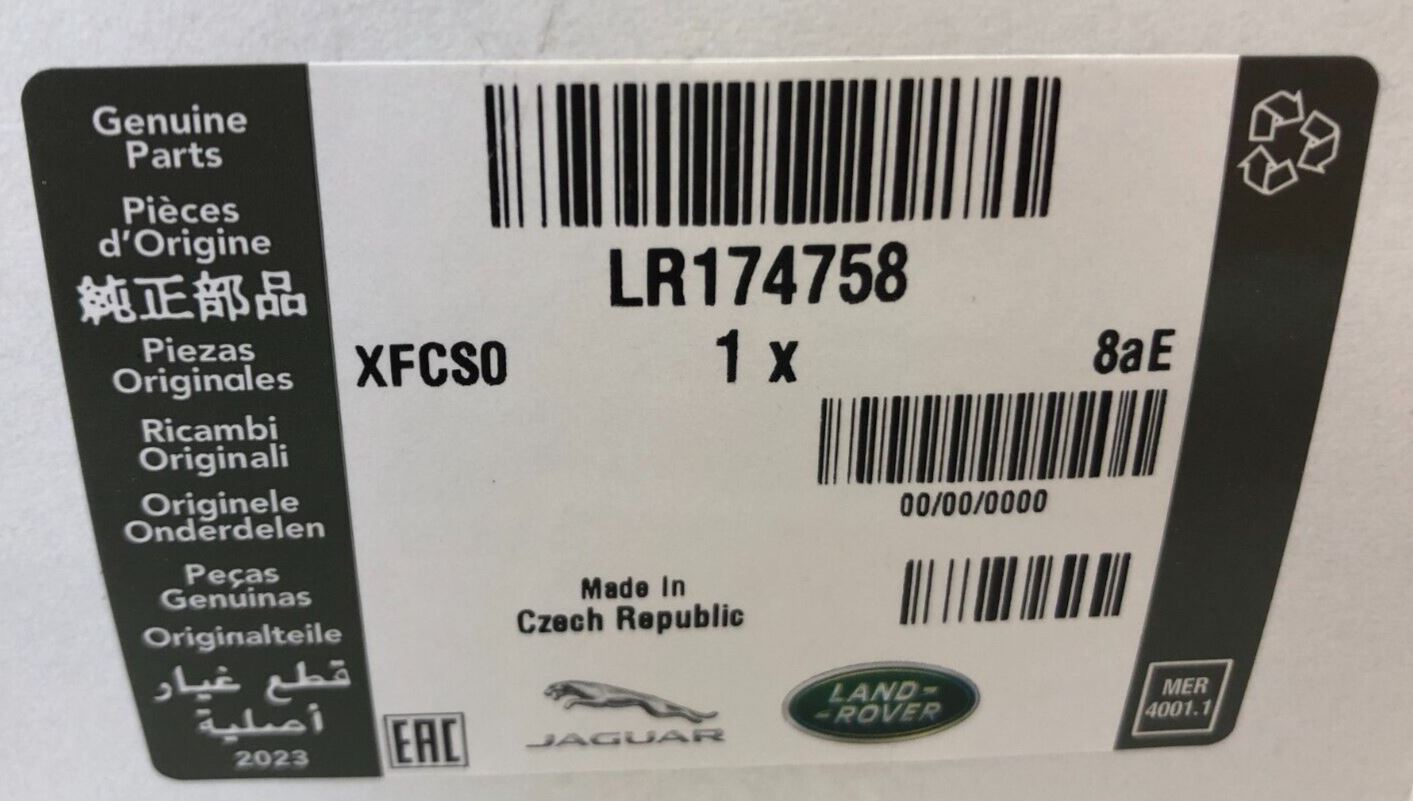 Genuine
Parts
Pièces
d'Origine
純正部品
Piezas
Originales
Ricambi
Originali
Originele
Onderdelen
Peças
Genuinas
Originalteile
قطع غيار
أصلية
2023
LR174758
XFCS0 1 x 8aE
00/00/0000
Made In
Czech Republic
EAC
JAGUAR
LAND-
-ROVER
MER
4001.1